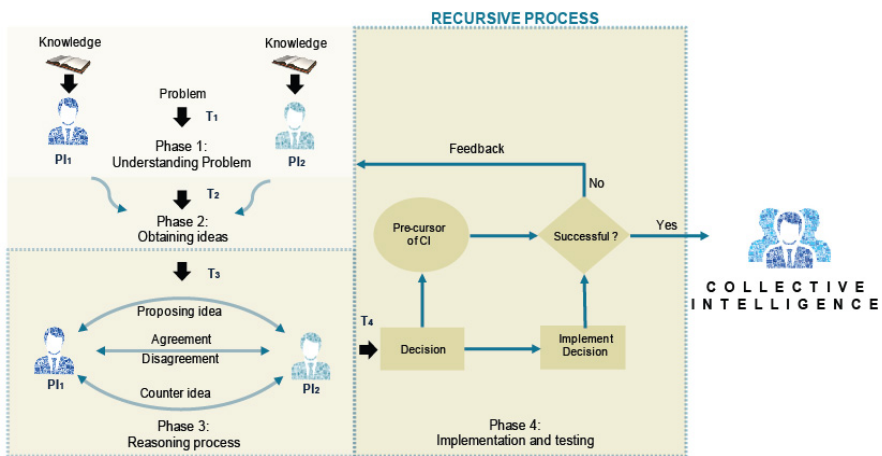 RECURSIVE PROCESS
Knowledge
Knowledge
Problem
T1
PI1
PI2
Phase 1:
Understanding Problem
T2
Phase 2:
Obtaining ideas
T3
Proposing idea
Agreement
Disagreement
PI1
PI2
Counter idea
Phase 3:
Reasoning process
T4
Feedback
No
Pre-cursor
of CI
Successful ?
Yes
Decision
Implement
Decision
Phase 4:
Implementation and testing
COLLECTIVE
INTELLIGENCE